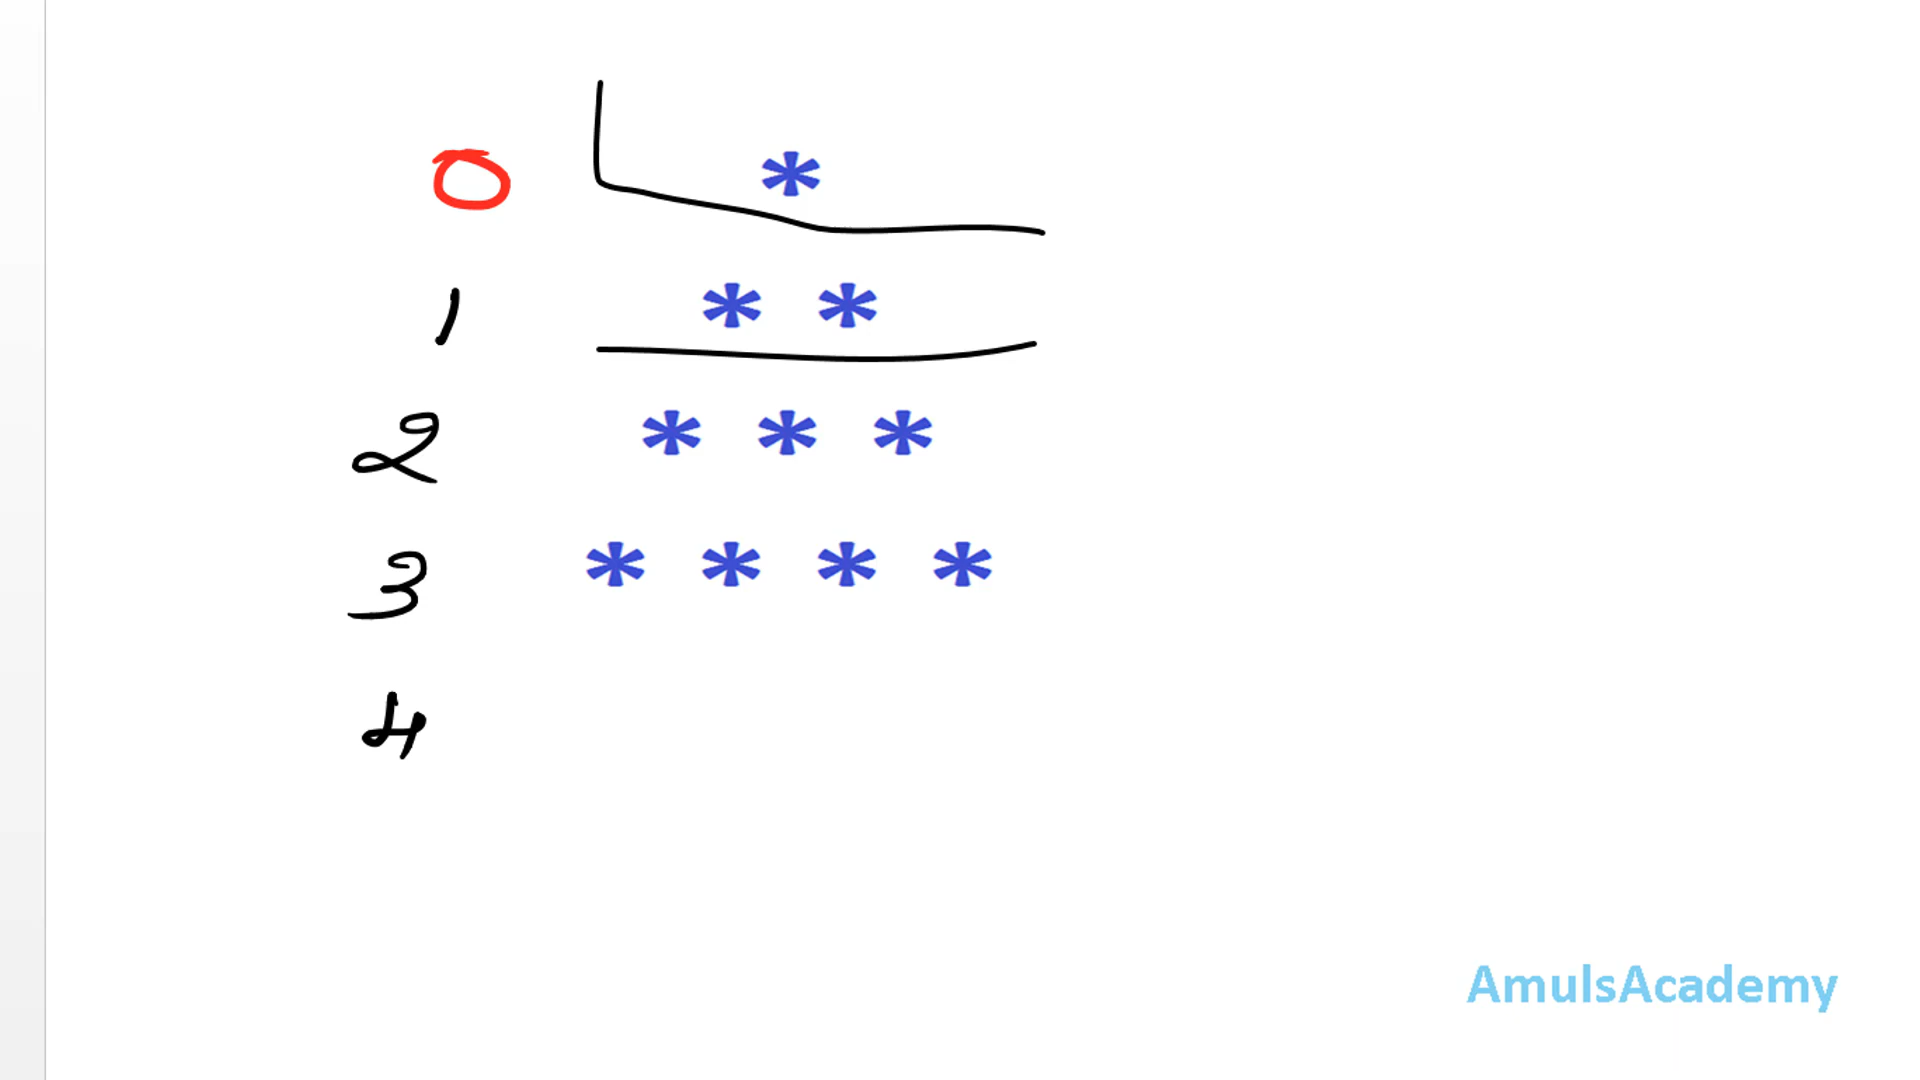 0 *
1 * *
2 * * *
3 * * * *
4
AmulsAcademy